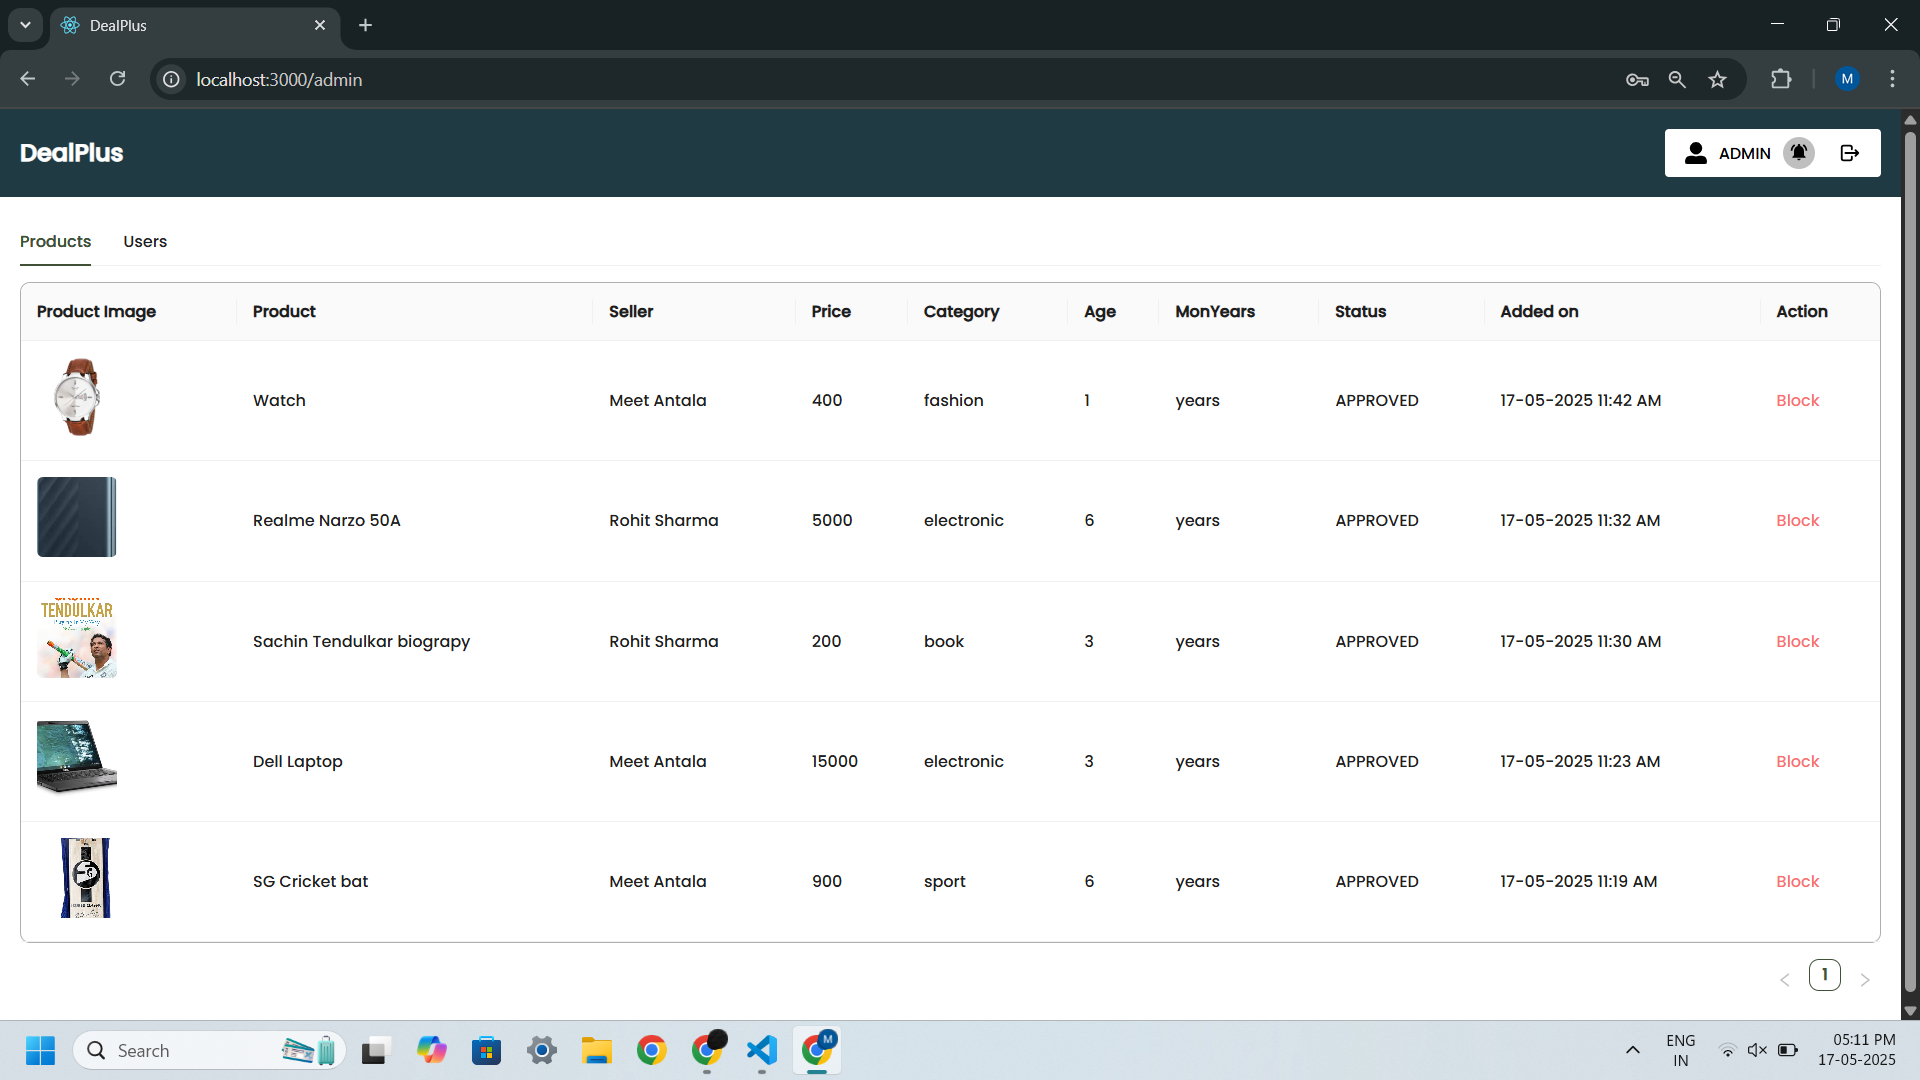 DealPlus
localhost:3000/admin
M
DealPlus
ADMIN
Products Users
Product Image Product Seller Price Category Age MonYears Status Added on Action
Watch Meet Antala 400 fashion 1 years APPROVED 17-05-2025 11:42 AM Block
Realme Narzo 50A Rohit Sharma 5000 electronic 6 years APPROVED 17-05-2025 11:32 AM Block
TENDULKAR
Sachin Tendulkar biograpy Rohit Sharma 200 book 3 years APPROVED 17-05-2025 11:30 AM Block
Dell Laptop Meet Antala 15000 electronic 3 years APPROVED 17-05-2025 11:23 AM Block
SG Cricket bat Meet Antala 900 sport 6 years APPROVED 17-05-2025 11:19 AM Block
1
Search
M
ENG
IN
05:11 PM
17-05-2025